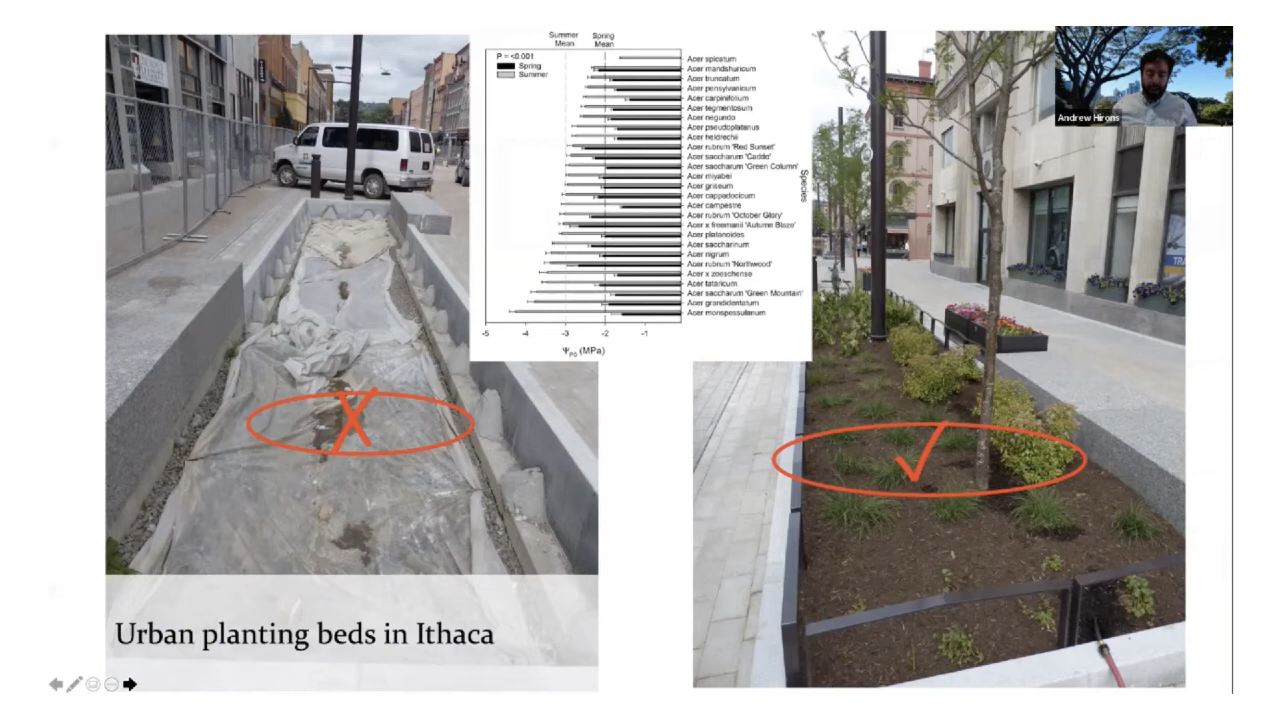 Summer Mean
Spring Mean
P = <0.001
Spring
Summer
Acer spicatum
Acer mandshuricum
Acer truncatum
Acer pensylvanicum
Acer carpinifolium
Acer tegmentosum
Acer negundo
Acer pseudoplatanus
Acer heldrechii
Acer rubrum 'Red Sunset'
Acer saccharum 'Caddo'
Acer saccharum 'Green Column'
Acer miyabei
Acer griseum
Acer cappadocicum
Acer campestre
Acer rubrum 'October Glory'
Acer x freemanii 'Autumn Blaze'
Acer platanoides
Acer saccharinum
Acer nigrum
Acer rubrum 'Northwood'
Acer x zoeschense
Acer tataricum
Acer saccharum 'Green Mountain'
Acer grandidentatum
Acer monspessulanum
Species
-5 -4 -3 -2 -1
Ψ_P0 (MPa)
Andrew Hirons
TRA
Urban planting beds in Ithaca